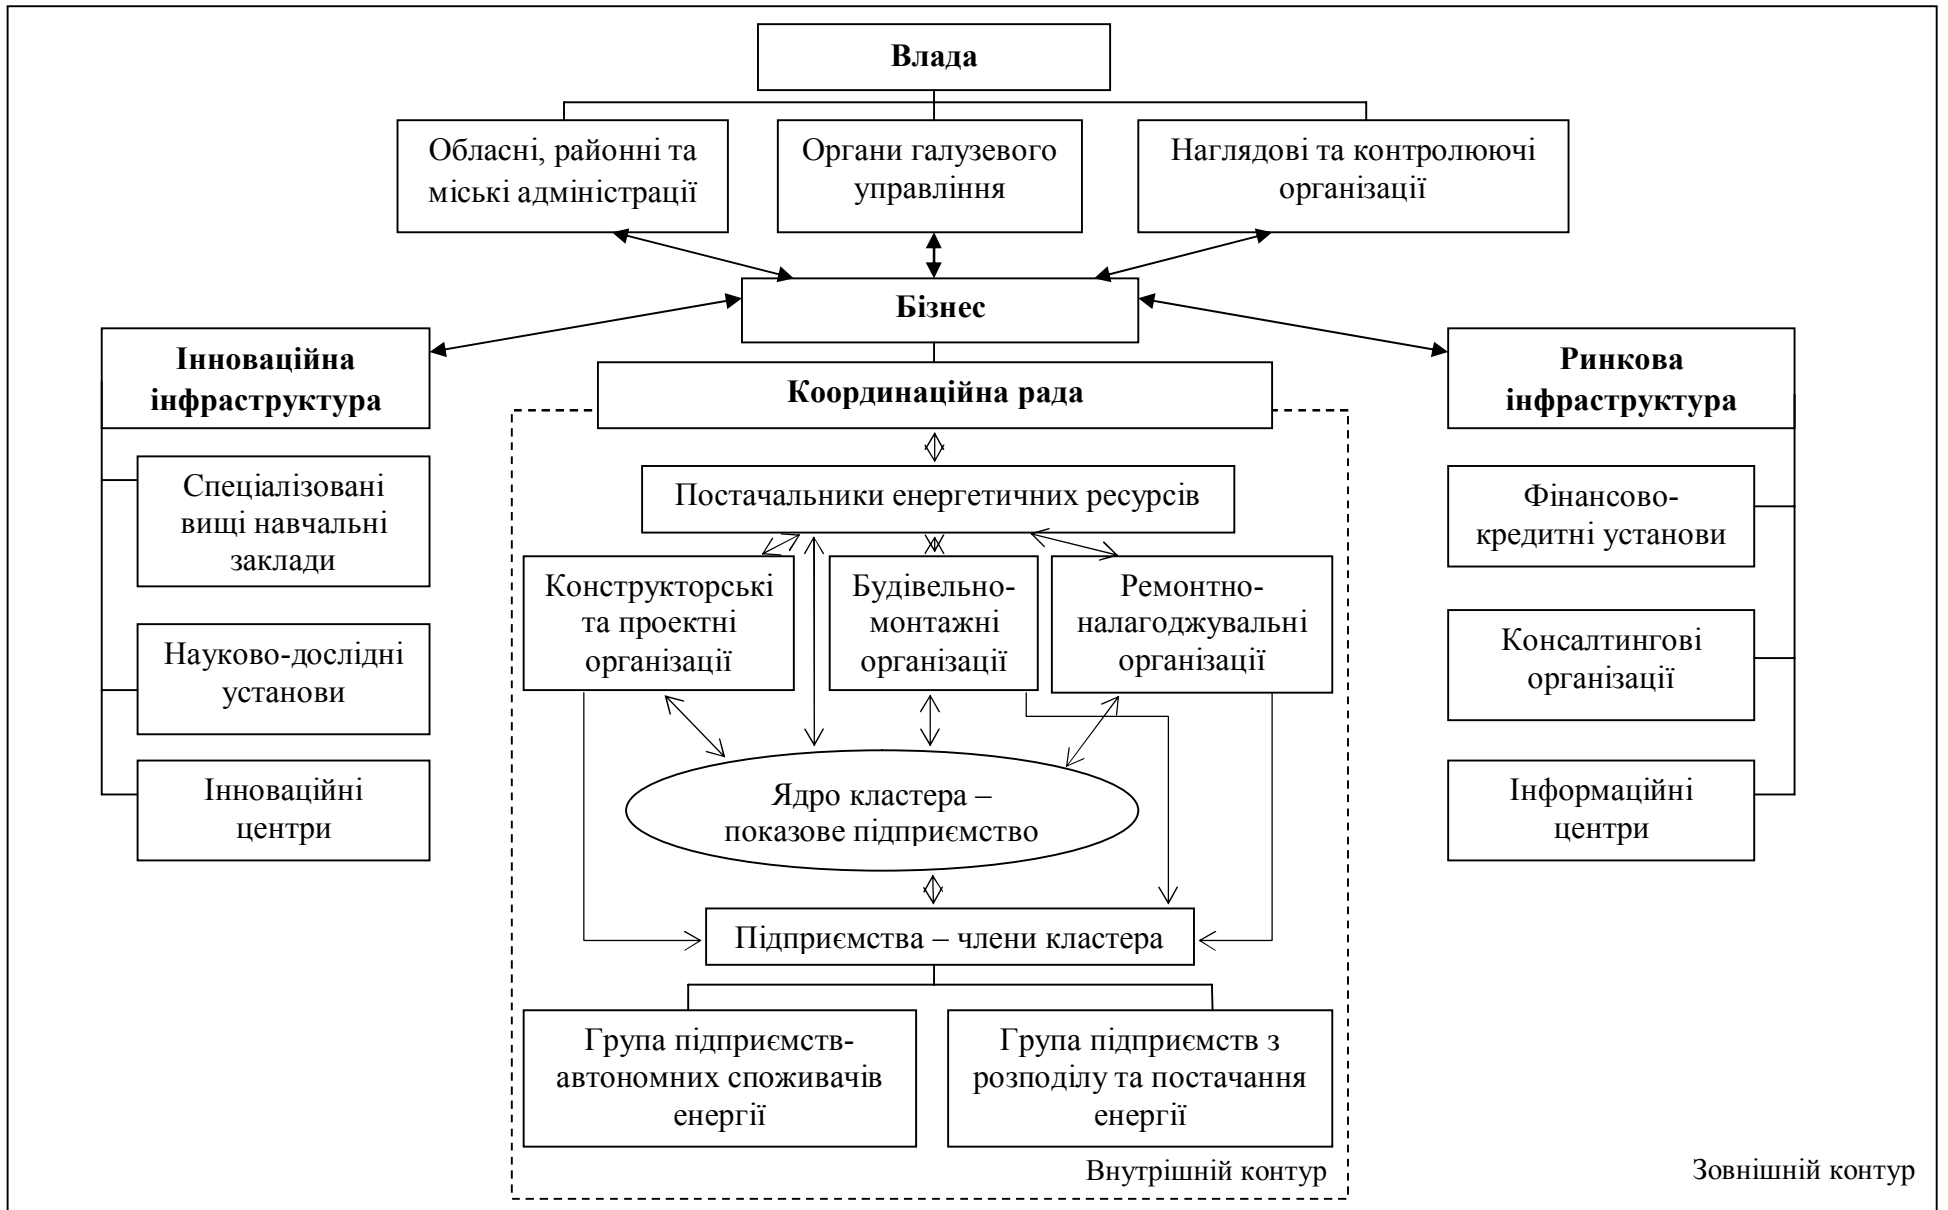 Влада
Обласні, районні та
міські адміністрації
Органи галузевого
управління
Наглядові та контролюючі
організації
Бізнес
Інноваційна
інфраструктура
Координаційна рада
Ринкова
інфраструктура
Спеціалізовані
вищі навчальні
заклади
Науково-дослідні
установи
Інноваційні
центри
Постачальники енергетичних ресурсів
Конструкторські
та проектні
організації
Будівельно-
монтажні
організації
Ремонтно-
налагоджувальні
організації
Ядро кластера –
показове підприємство
Підприємства – члени кластера
Група підприємств-
автономних споживачів
енергії
Група підприємств з
розподілу та постачання
енергії
Внутрішній контур
Фінансово-
кредитні установи
Консалтингові
організації
Інформаційні
центри
Зовнішній контур